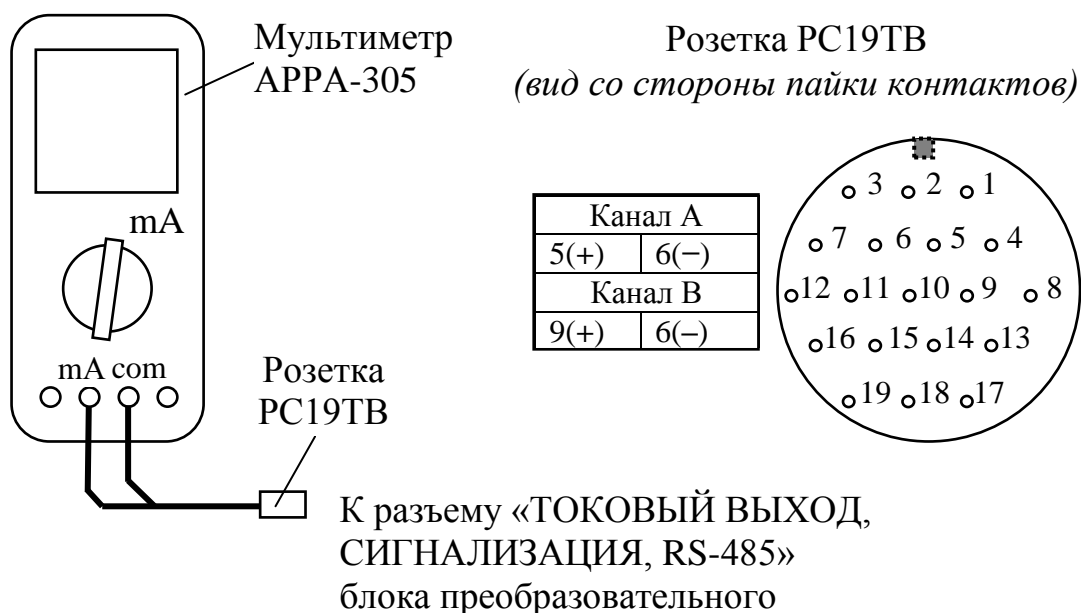 Мультиметр
АРРА-305
mA
mA com
Розетка
РС19ТВ
К разъему «ТОКОВЫЙ ВЫХОД,
СИГНАЛИЗАЦИЯ, RS-485»
блока преобразовательного
Розетка РС19ТВ
(вид со стороны пайки контактов)
Канал А
5(+) 6(−)
Канал В
9(+) 6(–)
3 2 1
7 6 5 4
12 11 10 9 8
16 15 14 13
19 18 17